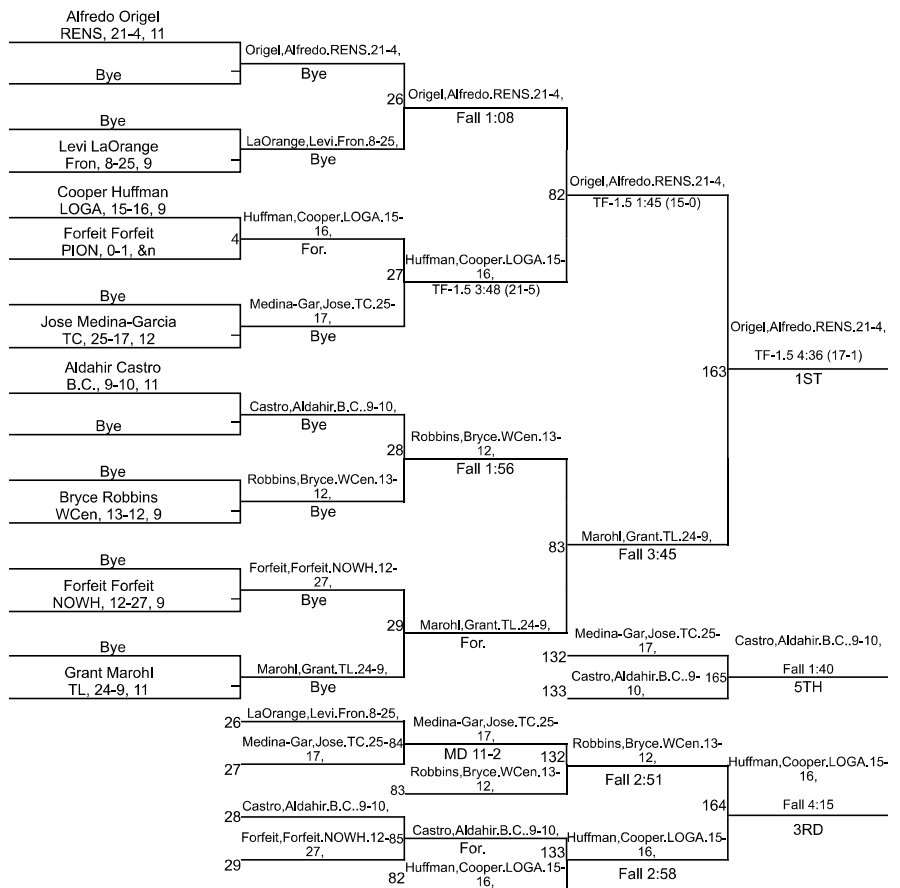 Alfredo Origel
RENS, 21-4, 11
Origel,Alfredo.RENS.21-4,
Bye
Bye
26
Origel,Alfredo.RENS.21-4,
Fall 1:08
Bye
Levi LaOrange
Fron, 8-25, 9
LaOrange,Levi.Fron.8-25,
Bye
82
Origel,Alfredo.RENS.21-4,
TF-1.5 1:45 (15-0)
Cooper Huffman
LOGA, 15-16, 9
Forfeit Forfeit
PION, 0-1, &n
4
Huffman,Cooper.LOGA.15-
16,
For.
27
Huffman,Cooper.LOGA.15-
16,
TF-1.5 3:48 (21-5)
Bye
Jose Medina-Garcia
TC, 25-17, 12
Medina-Gar,Jose.TC.25-
17,
Bye
163
Origel,Alfredo.RENS.21-4,
TF-1.5 4:36 (17-1)
1ST
Aldahir Castro
B.C., 9-10, 11
Castro,Aldahir.B.C..9-10,
Bye
Bye
28
Robbins,Bryce.WCen.13-
12,
Fall 1:56
Bye
Bryce Robbins
WCen, 13-12, 9
Robbins,Bryce.WCen.13-
12,
Bye
83
Marohl,Grant.TL.24-9,
Fall 3:45
Bye
Forfeit Forfeit
NOWH, 12-27, 9
Forfeit,Forfeit.NOWH.12-
27,
Bye
29
Marohl,Grant.TL.24-9,
For.
Bye
Grant Marohl
TL, 24-9, 11
Marohl,Grant.TL.24-9,
Bye
132
Medina-Gar,Jose.TC.25-
17,
133
Castro,Aldahir.B.C..9-
10,
165
Castro,Aldahir.B.C..9-10,
Fall 1:40
5TH
26
LaOrange,Levi.Fron.8-25,
27
Medina-Gar,Jose.TC.25-
17,
84
Medina-Gar,Jose.TC.25-
17,
MD 11-2
83
Robbins,Bryce.WCen.13-
12,
132
Robbins,Bryce.WCen.13-
12,
Fall 2:51
164
Huffman,Cooper.LOGA.15-
16,
Fall 4:15
3RD
28
Castro,Aldahir.B.C..9-10,
29
Forfeit,Forfeit.NOWH.12-
27,
85
Castro,Aldahir.B.C..9-10,
For.
82
Huffman,Cooper.LOGA.15-
16,
133
Huffman,Cooper.LOGA.15-
16,
Fall 2:58